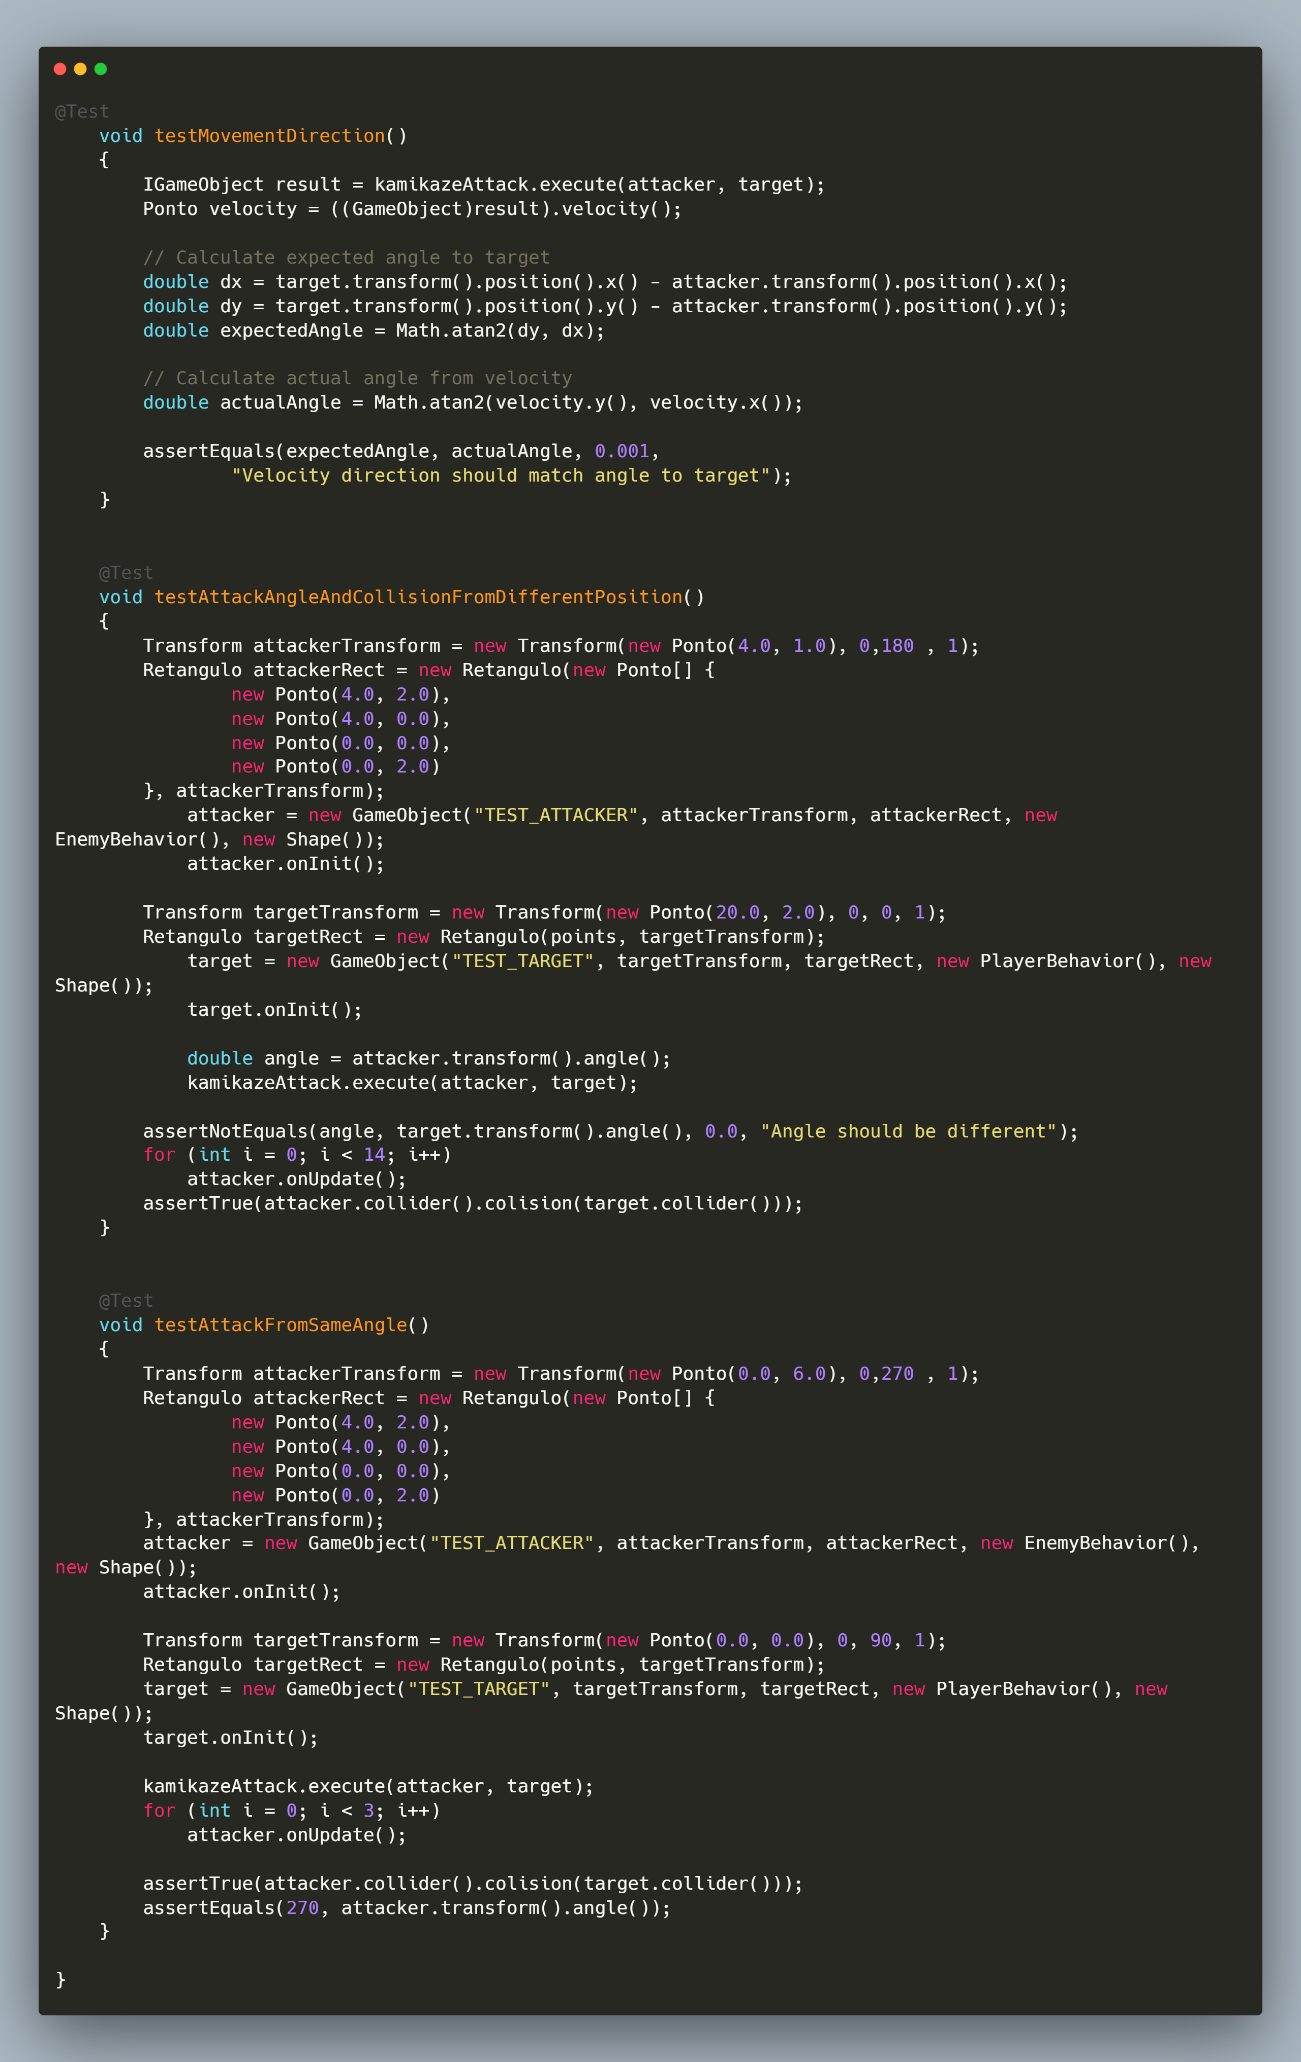 @Test
    void testMovementDirection()
    {
        IGameObject result = kamikazeAttack.execute(attacker, target);
        Ponto velocity = ((GameObject)result).velocity();

        // Calculate expected angle to target
        double dx = target.transform().position().x() - attacker.transform().position().x();
        double dy = target.transform().position().y() - attacker.transform().position().y();
        double expectedAngle = Math.atan2(dy, dx);

        // Calculate actual angle from velocity
        double actualAngle = Math.atan2(velocity.y(), velocity.x());

        assertEquals(expectedAngle, actualAngle, 0.001,
                "Velocity direction should match angle to target");
    }


    @Test
    void testAttackAngleAndCollisionFromDifferentPosition()
    {
        Transform attackerTransform = new Transform(new Ponto(4.0, 1.0), 0,180 , 1);
        Retangulo attackerRect = new Retangulo(new Ponto[] {
                new Ponto(4.0, 2.0),
                new Ponto(4.0, 0.0),
                new Ponto(0.0, 0.0),
                new Ponto(0.0, 2.0)
        }, attackerTransform);
            attacker = new GameObject("TEST_ATTACKER", attackerTransform, attackerRect, new
EnemyBehavior(), new Shape());
            attacker.onInit();

        Transform targetTransform = new Transform(new Ponto(20.0, 2.0), 0, 0, 1);
        Retangulo targetRect = new Retangulo(points, targetTransform);
            target = new GameObject("TEST_TARGET", targetTransform, targetRect, new PlayerBehavior(), new
Shape());
            target.onInit();

            double angle = attacker.transform().angle();
            kamikazeAttack.execute(attacker, target);

        assertNotEquals(angle, target.transform().angle(), 0.0, "Angle should be different");
        for (int i = 0; i < 14; i++)
            attacker.onUpdate();
        assertTrue(attacker.collider().colision(target.collider()));
    }


    @Test
    void testAttackFromSameAngle()
    {
        Transform attackerTransform = new Transform(new Ponto(0.0, 6.0), 0,270 , 1);
        Retangulo attackerRect = new Retangulo(new Ponto[] {
                new Ponto(4.0, 2.0),
                new Ponto(4.0, 0.0),
                new Ponto(0.0, 0.0),
                new Ponto(0.0, 2.0)
        }, attackerTransform);
        attacker = new GameObject("TEST_ATTACKER", attackerTransform, attackerRect, new EnemyBehavior(),
new Shape());
        attacker.onInit();

        Transform targetTransform = new Transform(new Ponto(0.0, 0.0), 0, 90, 1);
        Retangulo targetRect = new Retangulo(points, targetTransform);
        target = new GameObject("TEST_TARGET", targetTransform, targetRect, new PlayerBehavior(), new
Shape());
        target.onInit();

        kamikazeAttack.execute(attacker, target);
        for (int i = 0; i < 3; i++)
            attacker.onUpdate();

        assertTrue(attacker.collider().colision(target.collider()));
        assertEquals(270, attacker.transform().angle());
    }

}